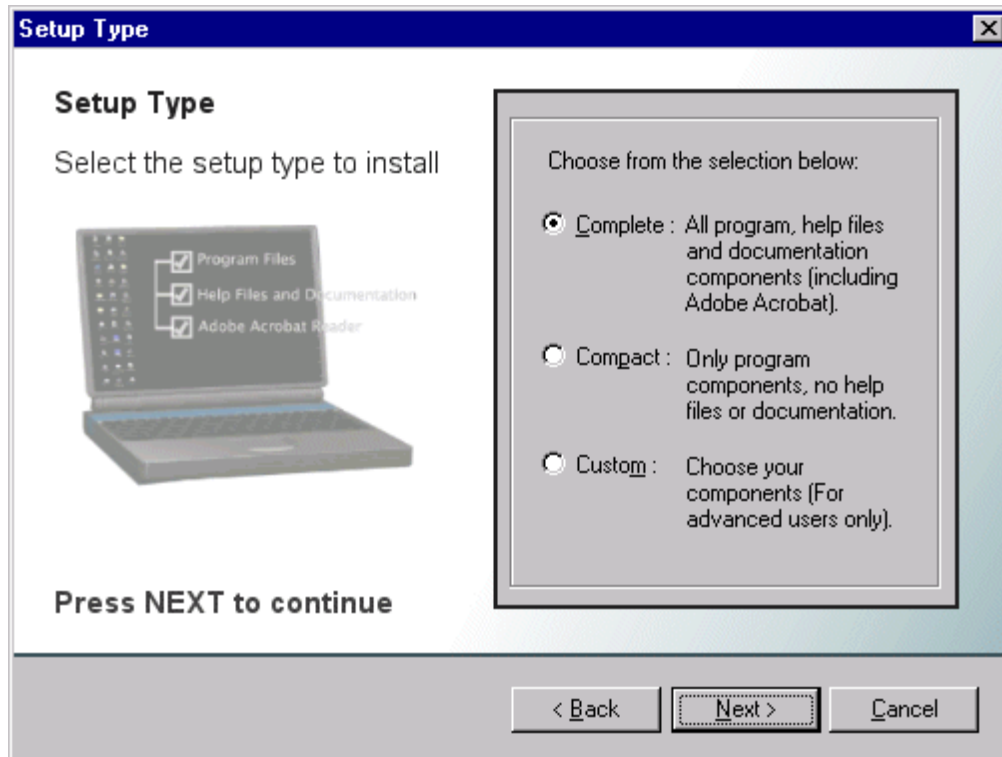 Setup Type
Setup Type
Select the setup type to install
Program Files
Help Files and Documentation
Adobe Acrobat Reader
Press NEXT to continue
Choose from the selection below:
Complete : All program, help files
and documentation
components (including
Adobe Acrobat).
Compact : Only program
components, no help
files or documentation.
Custom : Choose your
components (For
advanced users only).
< Back
Next >
Cancel